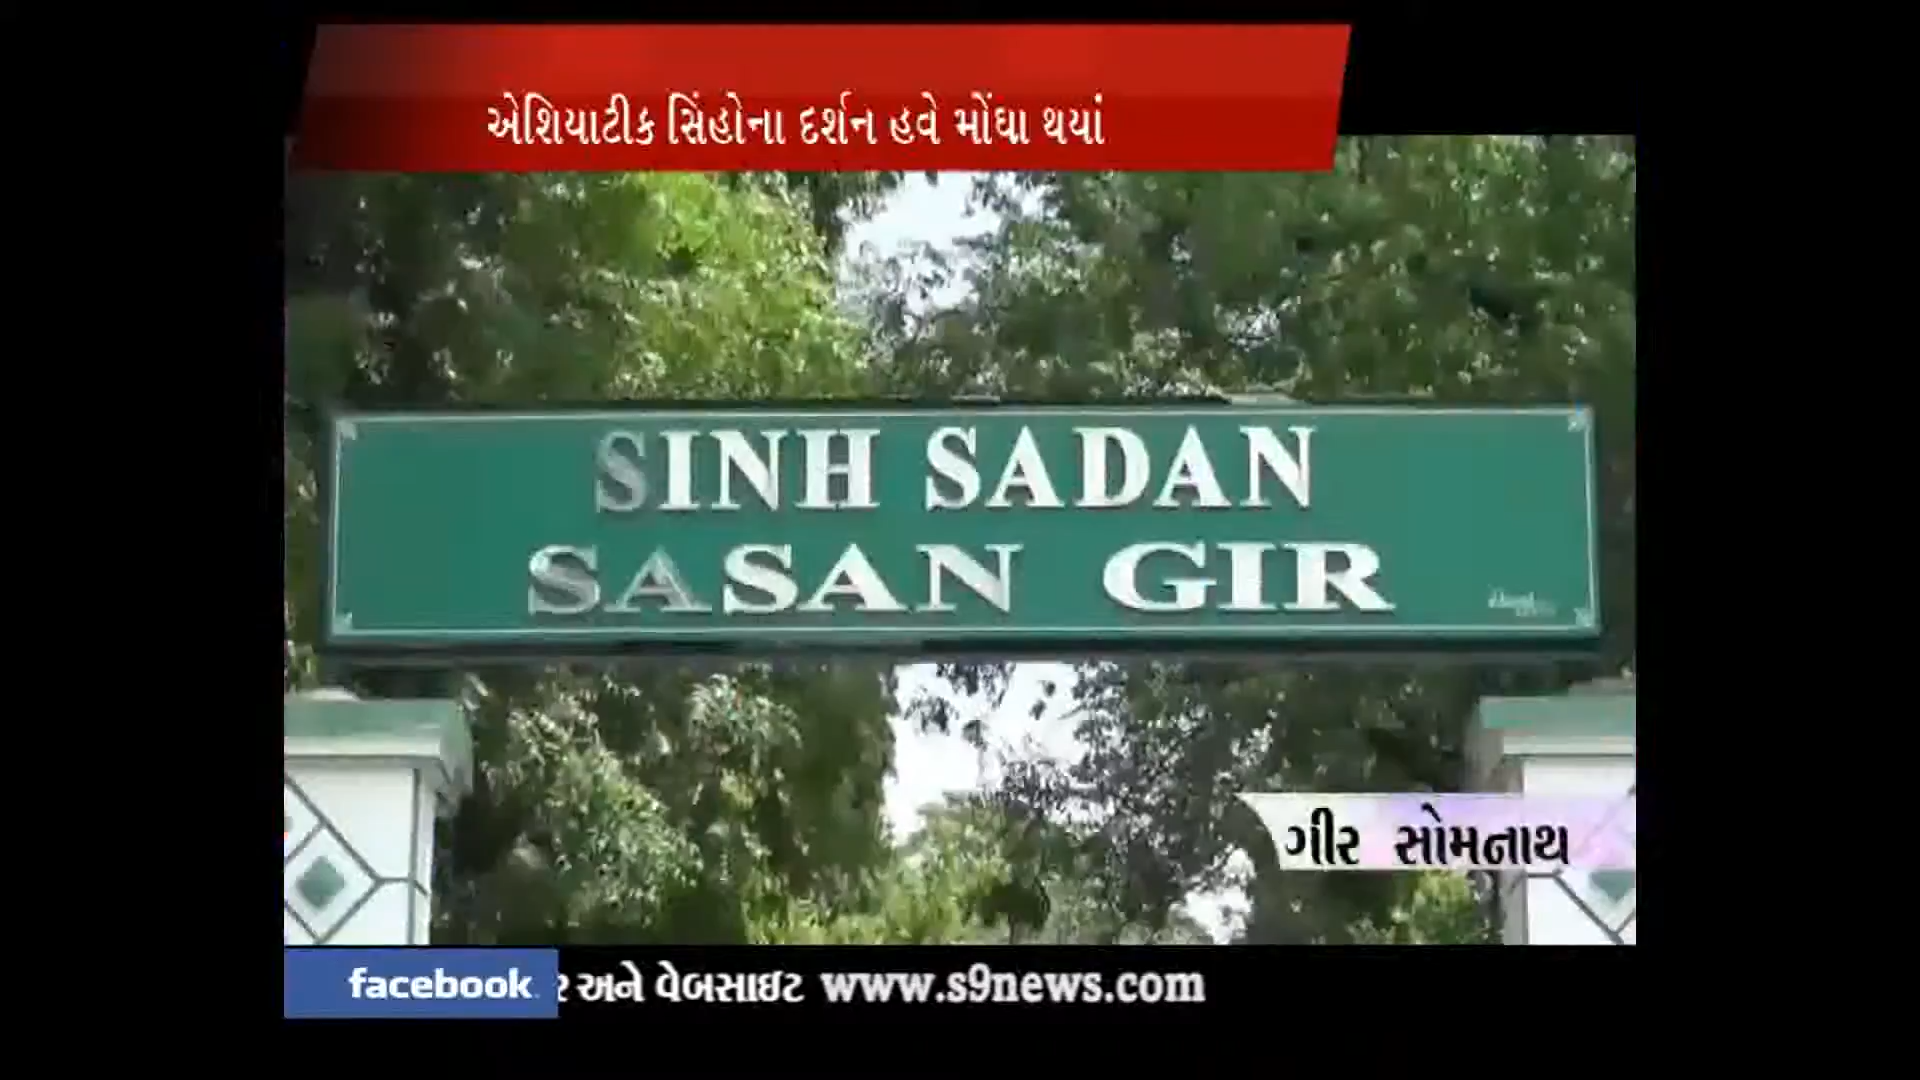 એશિયાટીક સિંહોના દર્શન હવે મોંઘા થયાં
SINH SADAN
SASAN GIR
ગીર સોમનાથ
facebook અને વેબસાઇટ www.s9news.com